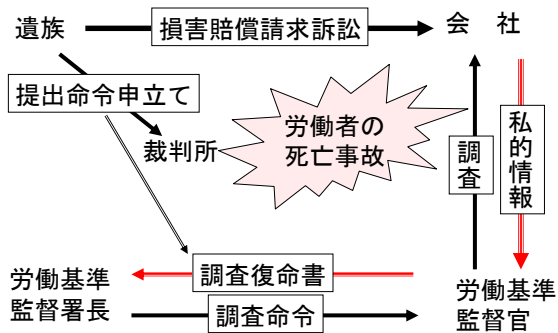 遺族
損害賠償請求訴訟
会 社
提出命令申立て
裁判所
労働者の
死亡事故
調査
私的情報
調査復命書
労働基準
監督署長
調査命令
労働基準
監督官